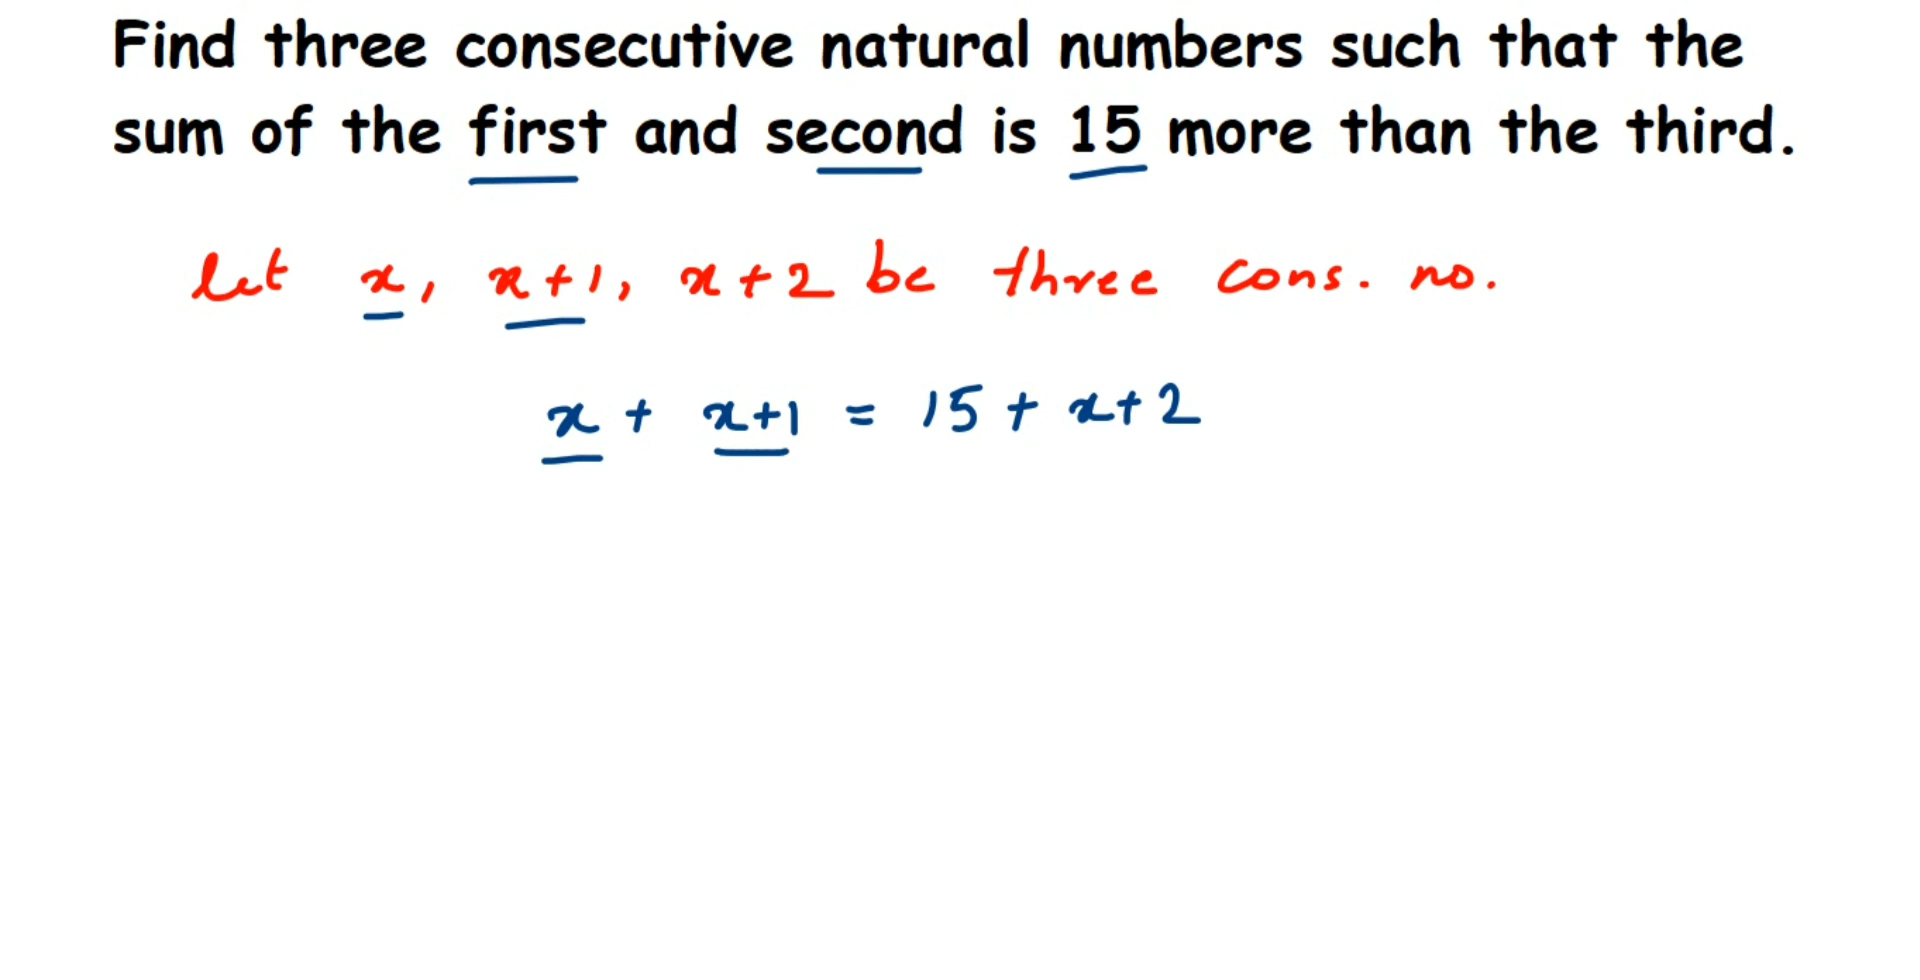 Find three consecutive natural numbers such that the
sum of the first and second is 15 more than the third.
let x, x+1, x+2 be three cons. no.
x + x+1 = 15 + x+2